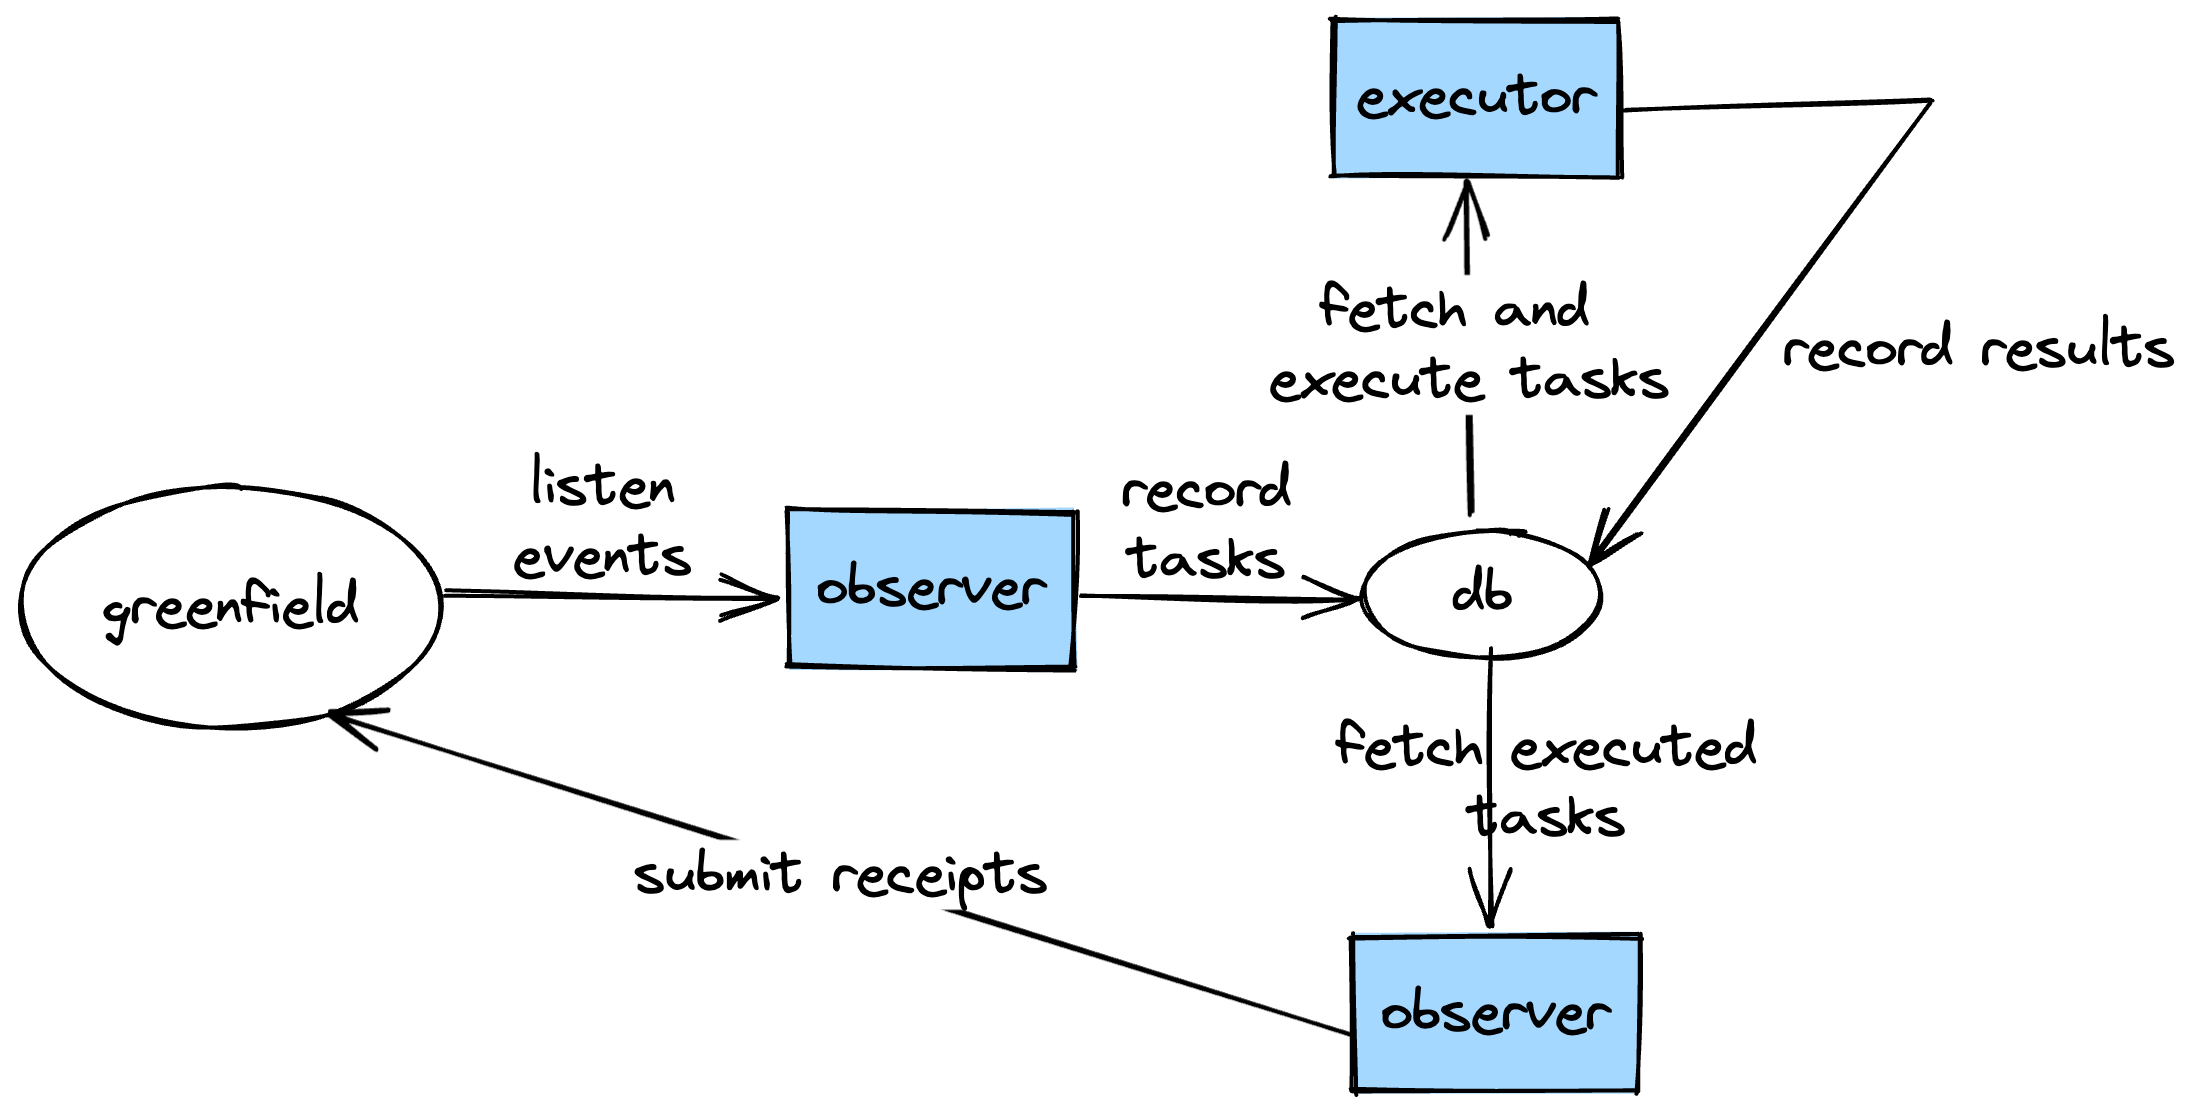 executor
fetch and
execute tasks
record results
listen
events
record
tasks
greenfield
observer
db
fetch executed
tasks
submit receipts
observer